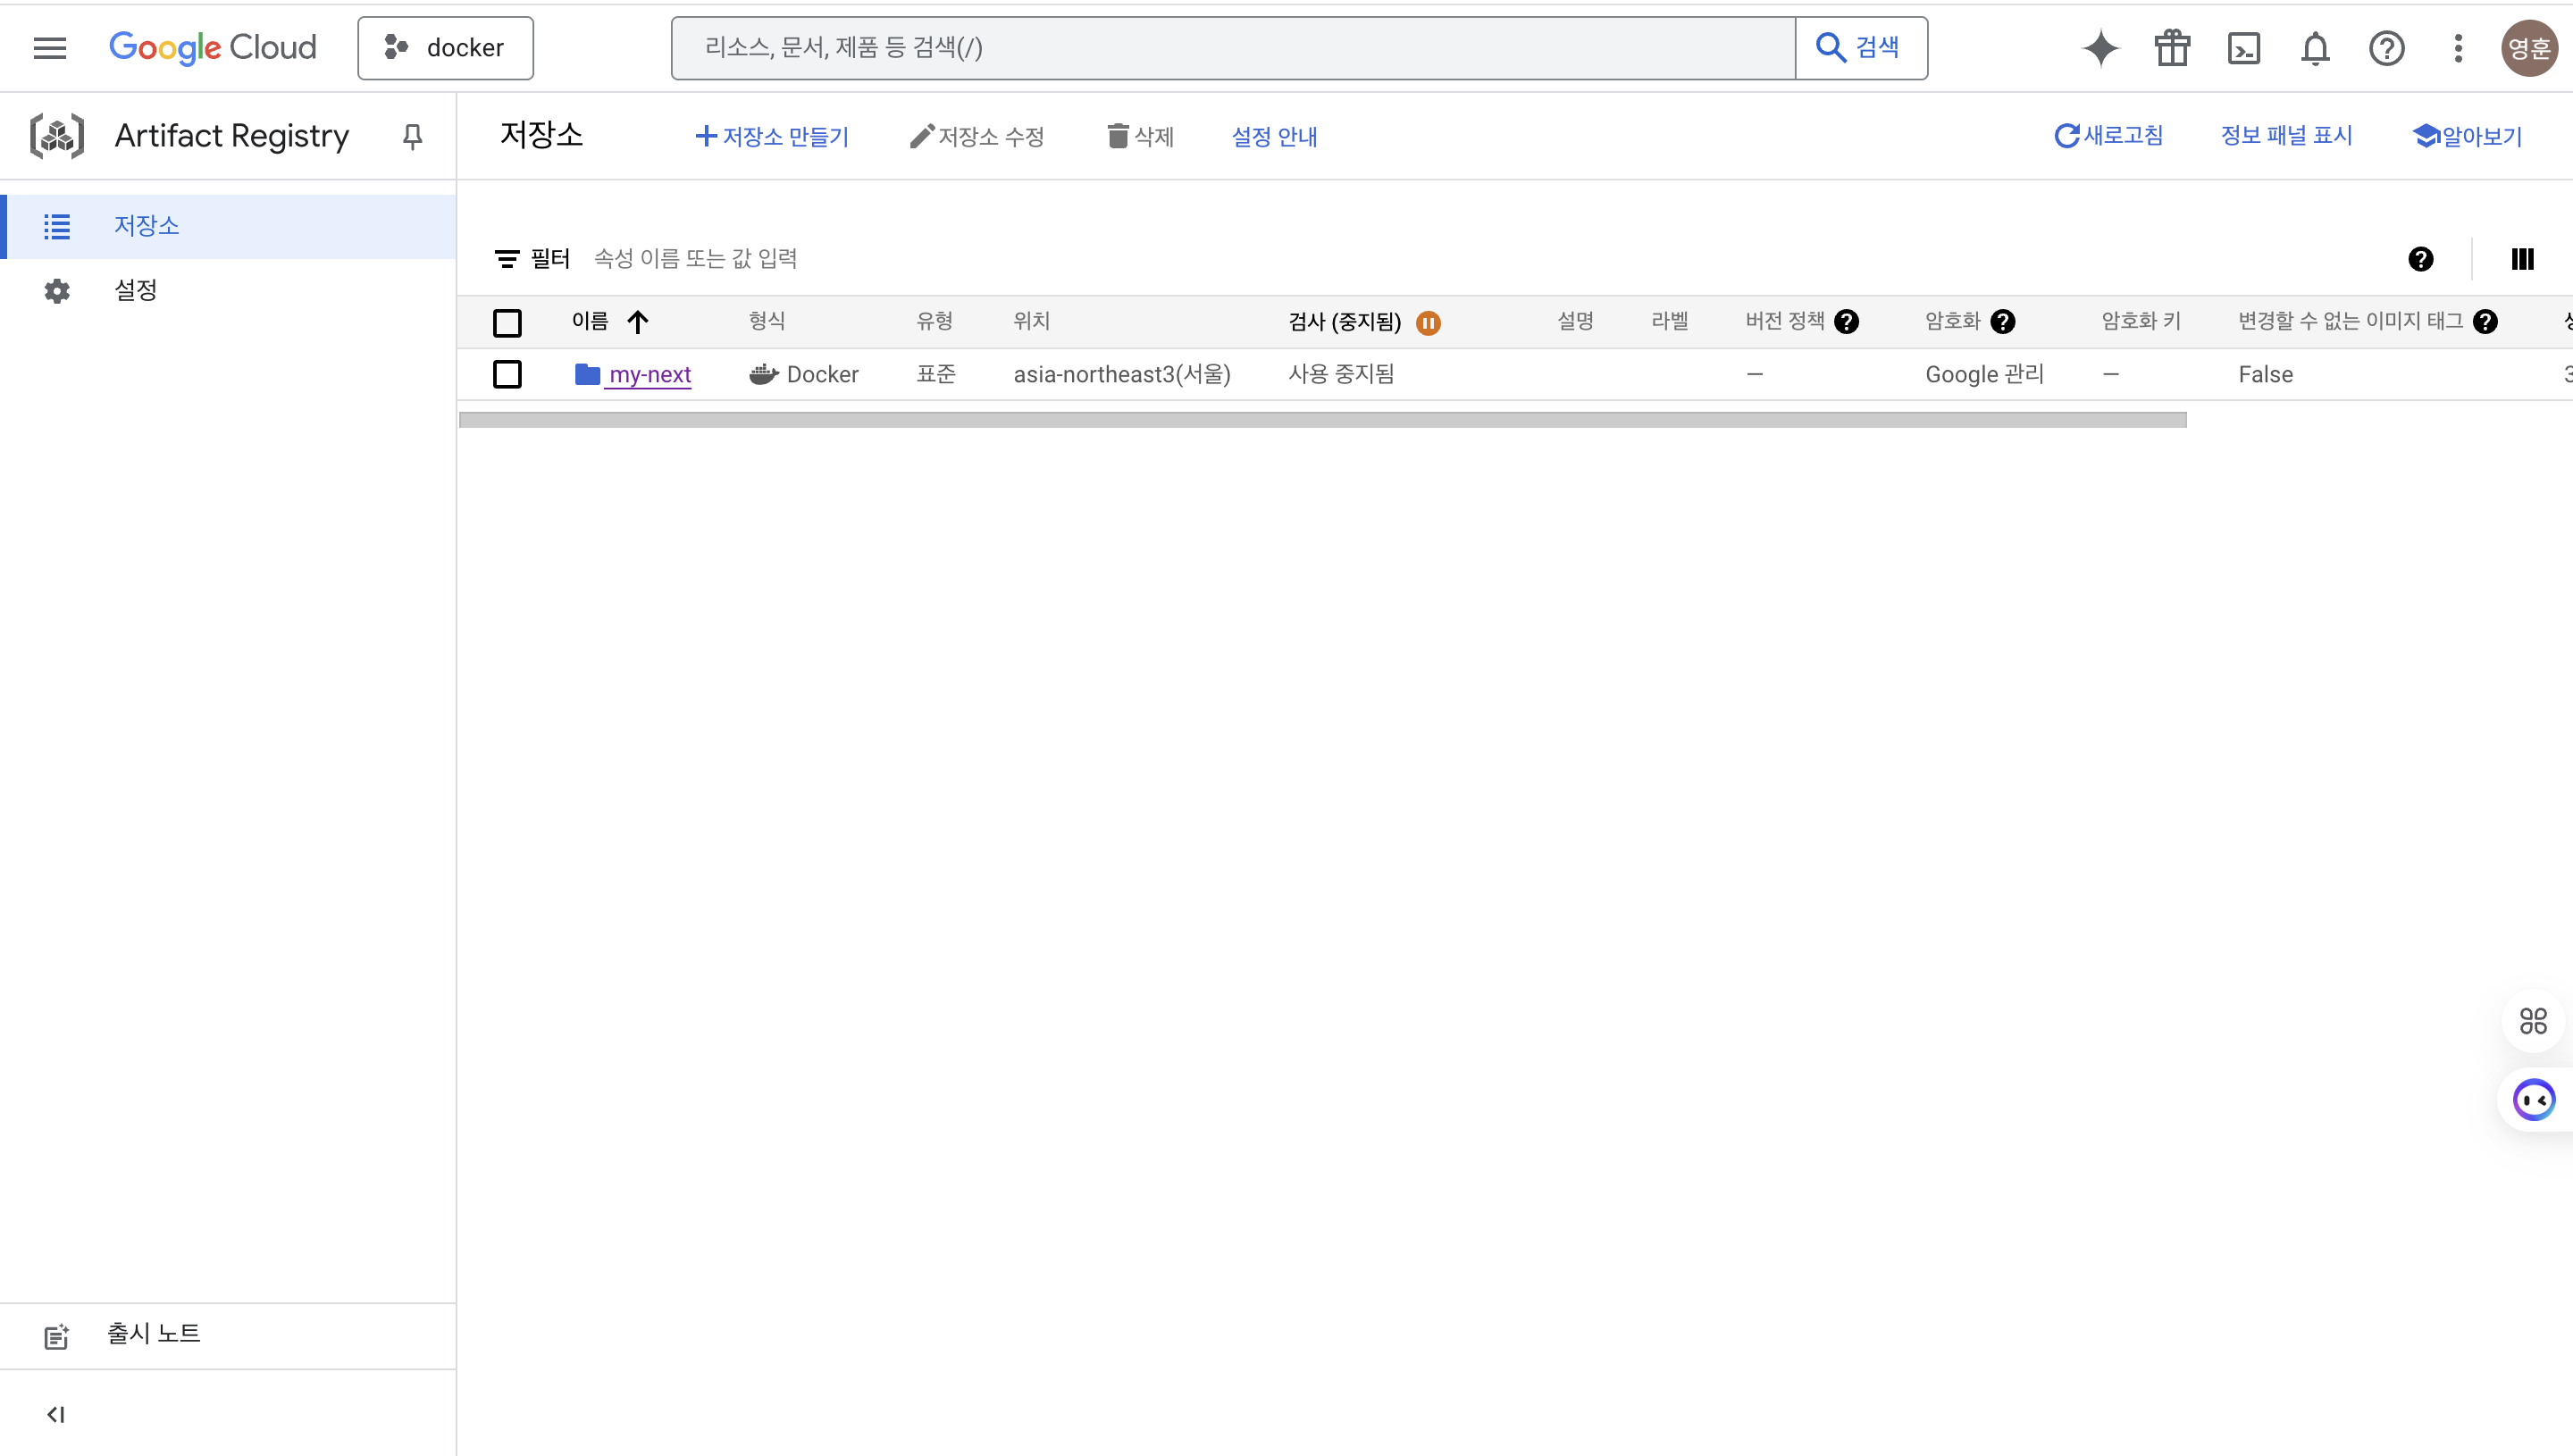 Google Cloud
docker
리소스, 문서, 제품 등 검색(/)
검색
영훈
Artifact Registry
저장소
저장소 만들기
저장소 수정
삭제
설정 안내
새로고침
정보 패널 표시
알아보기
저장소
설정
필터
속성 이름 또는 값 입력
이름 형식 유형 위치 검사 (중지됨) 설명 라벨 버전 정책 암호화 암호화 키 변경할 수 없는 이미지 태그
my-next Docker 표준 asia-northeast3(서울) 사용 중지됨 — Google 관리 — False
출시 노트